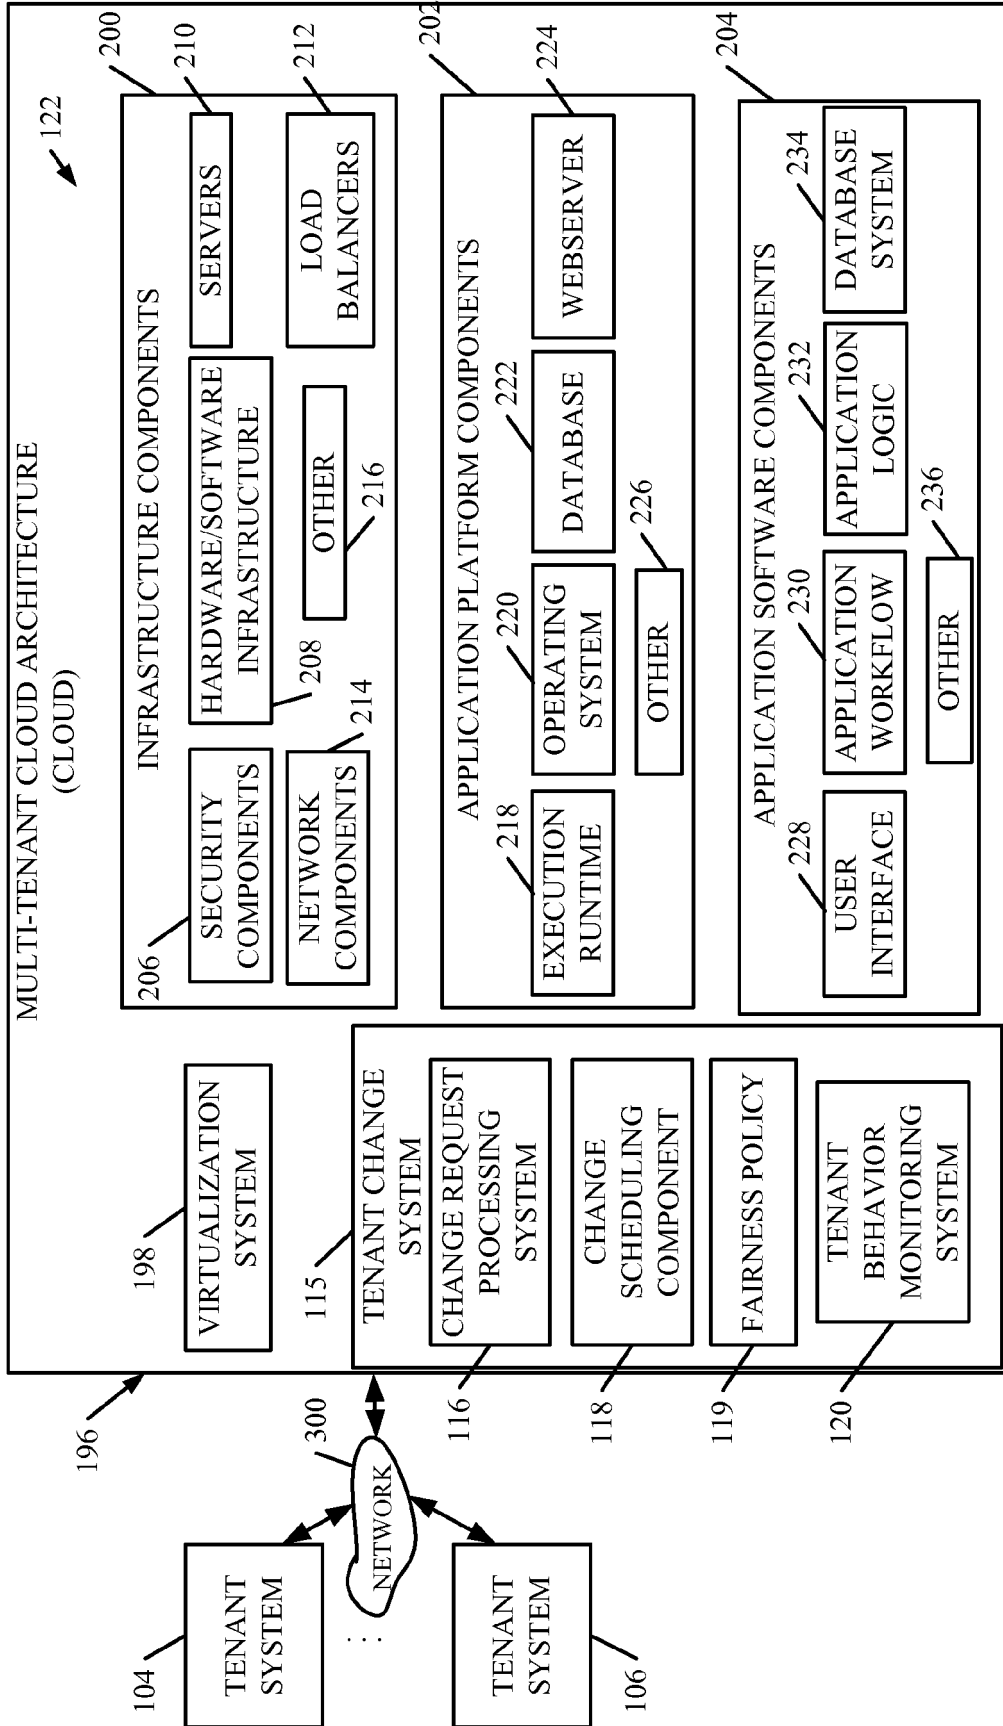 MULTI-TENANT CLOUD ARCHITECTURE
(CLOUD)
122
196
198
VIRTUALIZATION
SYSTEM
200
INFRASTRUCTURE COMPONENTS
206
SECURITY
COMPONENTS
208
HARDWARE/SOFTWARE
INFRASTRUCTURE
210
SERVERS
214
NETWORK
COMPONENTS
OTHER
216
212
LOAD
BALANCERS
104
TENANT
SYSTEM
...
300
NETWORK
106
TENANT
SYSTEM
115
TENANT CHANGE
SYSTEM
116
CHANGE REQUEST
PROCESSING
SYSTEM
118
CHANGE
SCHEDULING
COMPONENT
119
FAIRNESS POLICY
120
TENANT
BEHAVIOR
MONITORING
SYSTEM
202
APPLICATION PLATFORM COMPONENTS
218
EXECUTION
RUNTIME
220
OPERATING
SYSTEM
222
DATABASE
224
WEBSERVER
226
OTHER
204
APPLICATION SOFTWARE COMPONENTS
228
USER
INTERFACE
230
APPLICATION
WORKFLOW
232
APPLICATION
LOGIC
234
DATABASE
SYSTEM
236
OTHER